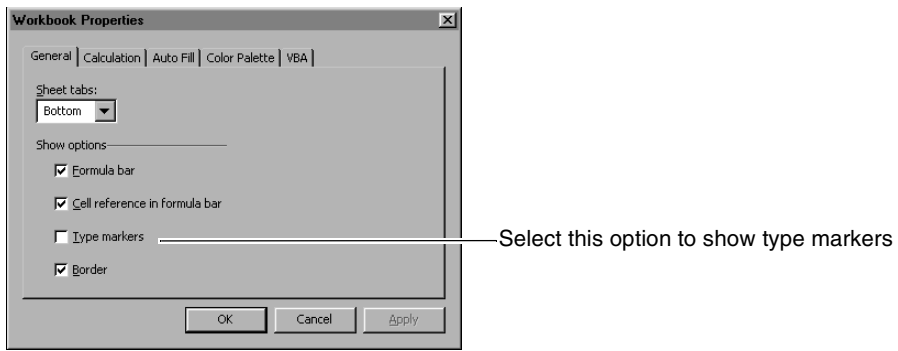 Workbook Properties
General Calculation Auto Fill Color Palette VBA
Sheet tabs:
Bottom
Show options
Formula bar
Cell reference in formula bar
Type markers
Select this option to show type markers
Border
OK Cancel Apply